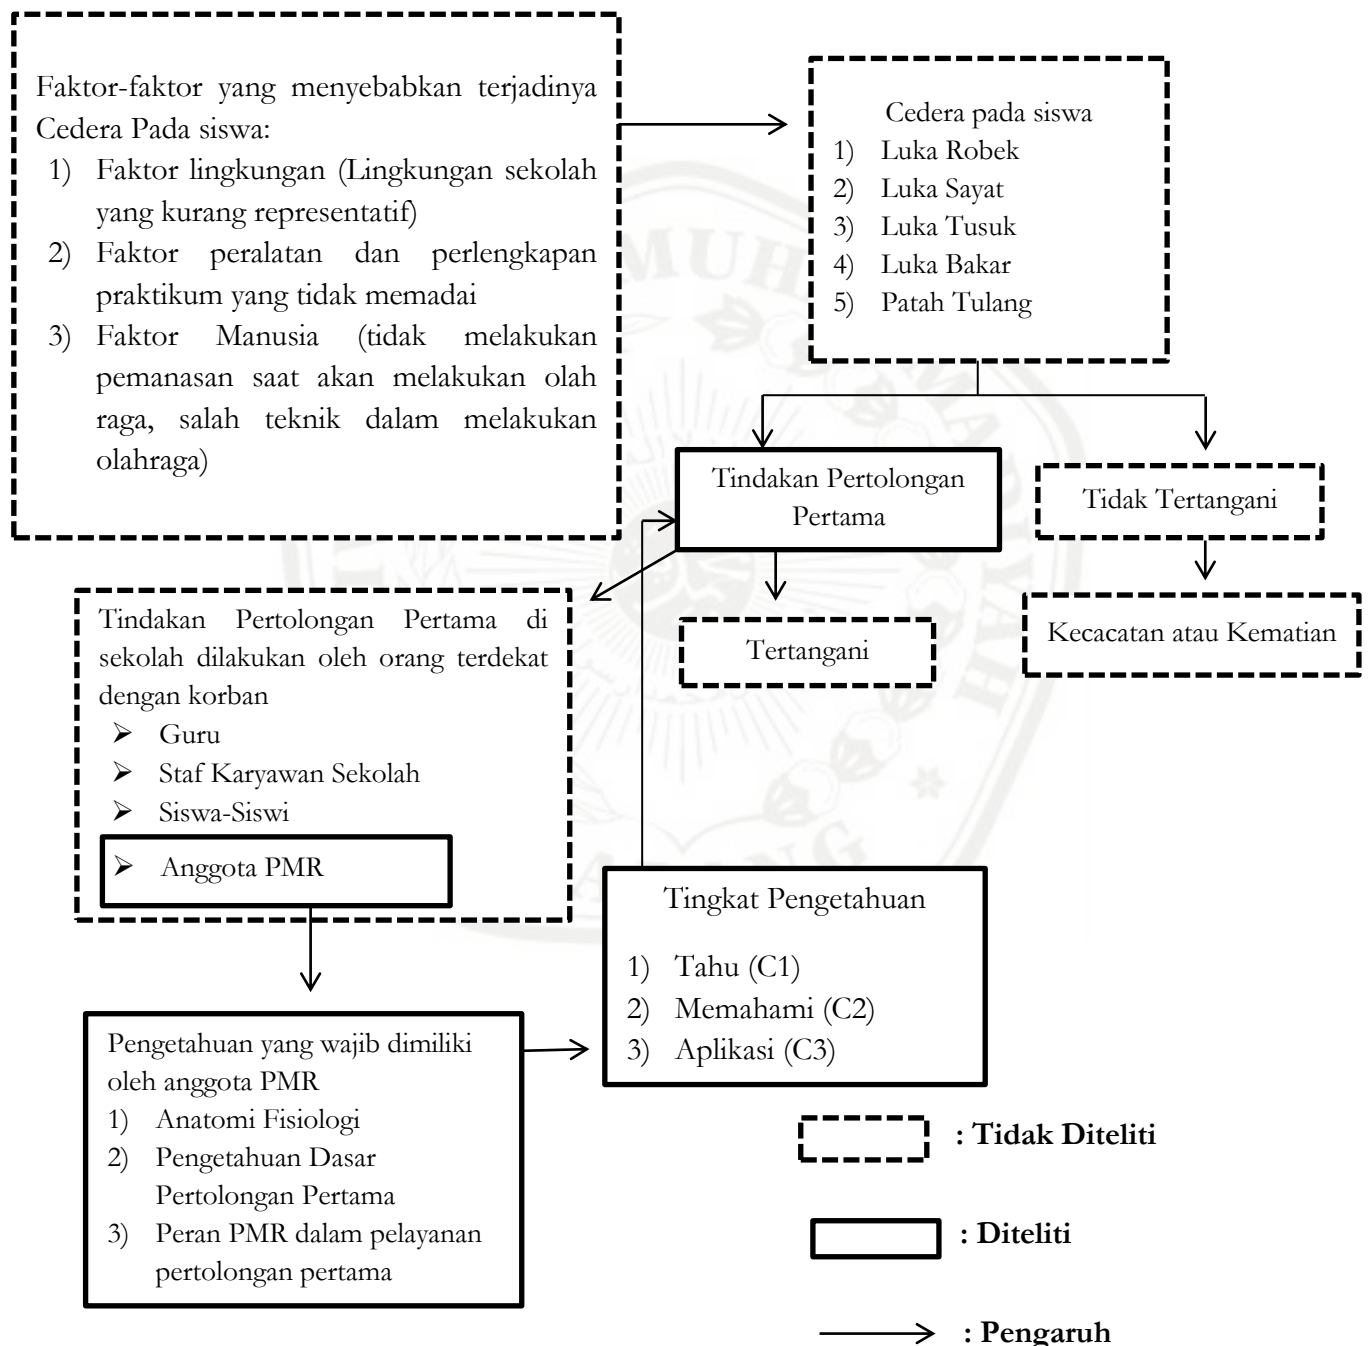 Faktor-faktor yang menyebabkan terjadinya
Cedera Pada siswa:
1) Faktor lingkungan (Lingkungan sekolah
yang kurang representatif)
2) Faktor peralatan dan perlengkapan
praktikum yang tidak memadai
3) Faktor Manusia (tidak melakukan
pemanasan saat akan melakukan olah
raga, salah teknik dalam melakukan
olahraga)
Cedera pada siswa
1) Luka Robek
2) Luka Sayat
3) Luka Tusuk
4) Luka Bakar
5) Patah Tulang
Tindakan Pertolongan
Pertama
Tidak Tertangani
Tertangani
Kecacatan atau Kematian
Tindakan Pertolongan Pertama di
sekolah dilakukan oleh orang terdekat
dengan korban
➤ Guru
➤ Staf Karyawan Sekolah
➤ Siswa-Siswi
➤ Anggota PMR
Tingkat Pengetahuan
1) Tahu (C1)
2) Memahami (C2)
3) Aplikasi (C3)
Pengetahuan yang wajib dimiliki
oleh anggota PMR
1) Anatomi Fisiologi
2) Pengetahuan Dasar
Pertolongan Pertama
3) Peran PMR dalam pelayanan
pertolongan pertama
: Tidak Diteliti
: Diteliti
: Pengaruh